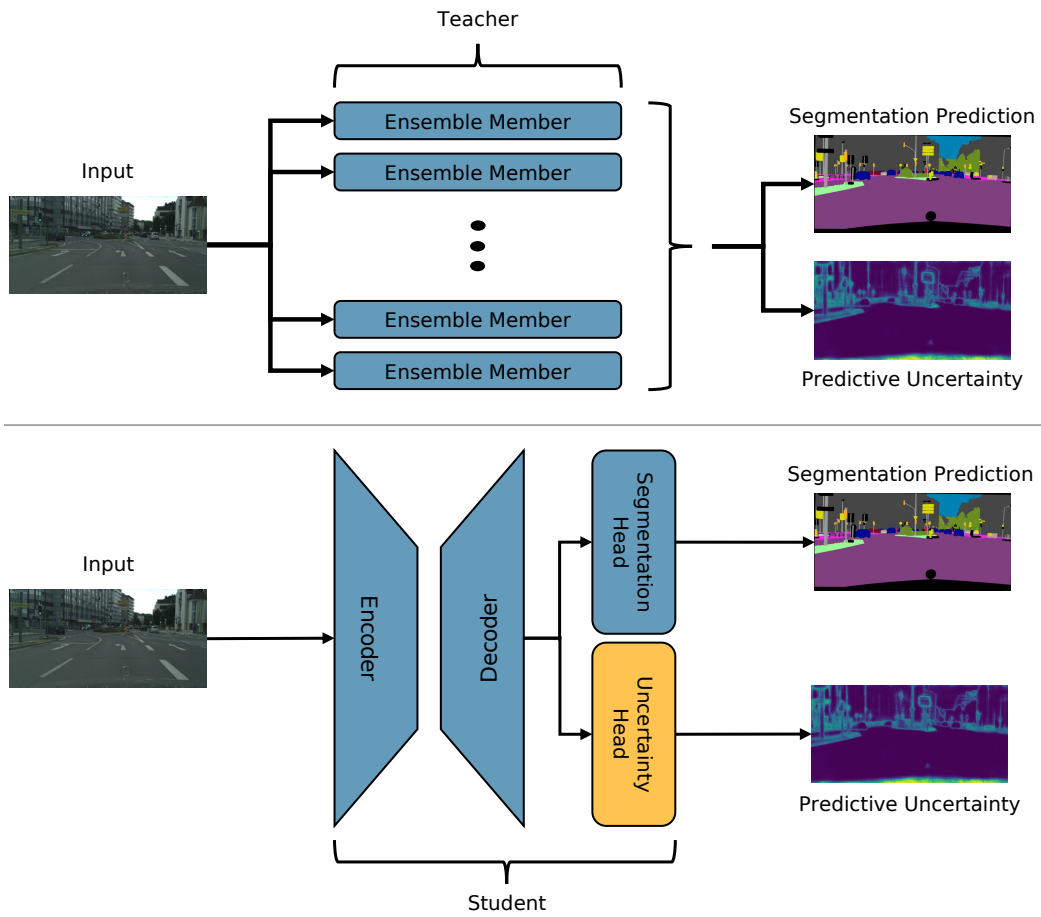 Teacher
Ensemble Member
Segmentation Prediction
Input
Ensemble Member
Ensemble Member
Ensemble Member
Predictive Uncertainty
Segmentation Prediction
Input
Encoder
Decoder
Segmentation
Head
Uncertainty
Head
Predictive Uncertainty
Student